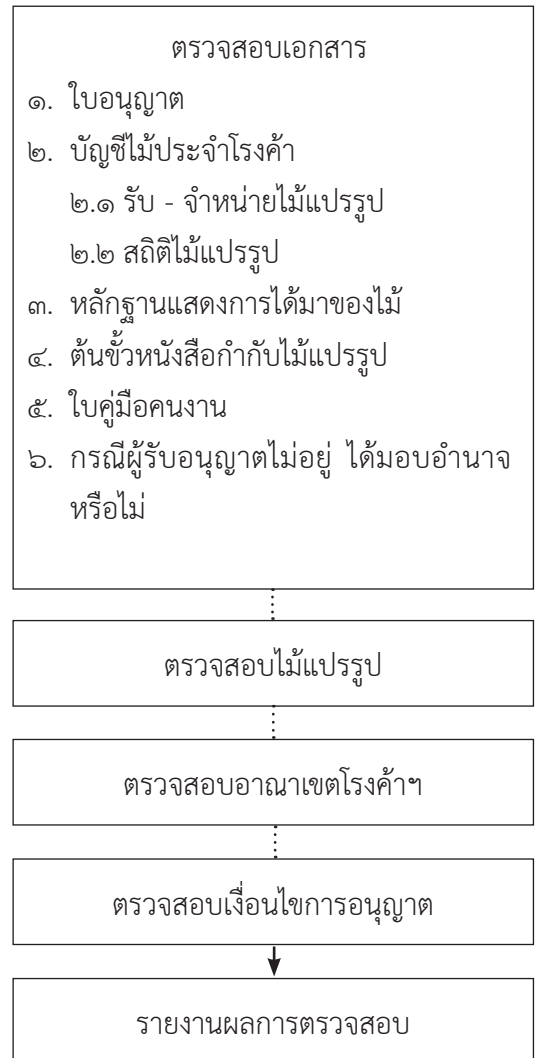 ตรวจสอบเอกสาร
๑. ใบอนุญาต
๒. บัญชีไม้ประจำโรงค้า
๒.๑ รับ - จำหน่ายไม้แปรรูป
๒.๒ สถิติไม้แปรรูป
๓. หลักฐานแสดงการได้มาของไม้
๔. ต้นขั้วหนังสือกำกับไม้แปรรูป
๕. ใบคู่มือคนงาน
๖. กรณีผู้รับอนุญาตไม่อยู่ ได้มอบอำนาจ
หรือไม่
ตรวจสอบไม้แปรรูป
ตรวจสอบอาณาเขตโรงค้าฯ
ตรวจสอบเงื่อนไขการอนุญาต
รายงานผลการตรวจสอบ